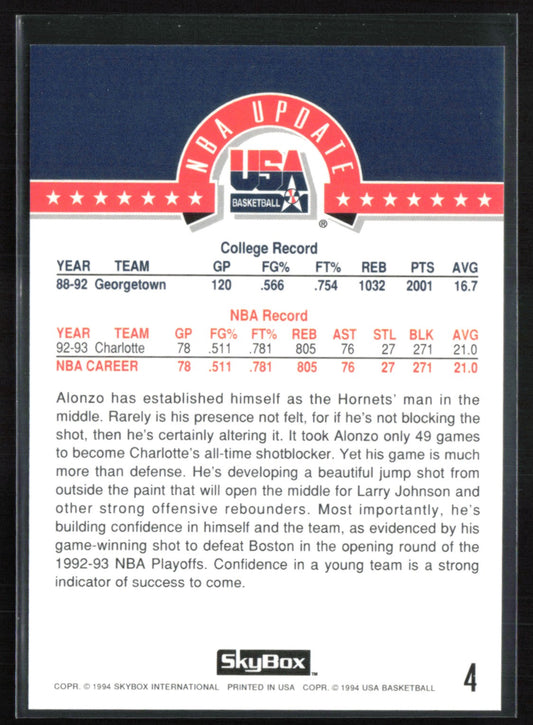 NBA UPDATE
USA
BASKETBALL
®
College Record
YEAR TEAM GP FG% FT% REB PTS AVG
88-92 Georgetown 120 .566 .754 1032 2001 16.7
NBA Record
YEAR TEAM GP FG% FT% REB AST STL BLK AVG
92-93 Charlotte 78 .511 .781 805 76 27 271 21.0
NBA CAREER 78 .511 .781 805 76 27 271 21.0
Alonzo has established himself as the Hornets' man in the
middle. Rarely is his presence not felt, for if he's not blocking the
shot, then he's certainly altering it. It took Alonzo only 49 games
to become Charlotte's all-time shotblocker. Yet his game is much
more than defense. He's developing a beautiful jump shot from
outside the paint that will open the middle for Larry Johnson and
other strong offensive rebounders. Most importantly, he's
building confidence in himself and the team, as evidenced by his
game-winning shot to defeat Boston in the opening round of the
1992-93 NBA Playoffs. Confidence in a young team is a strong
indicator of success to come.
SkyBox™
COPR. © 1994 SKYBOX INTERNATIONAL PRINTED IN USA COPR. © 1994 USA BASKETBALL 4